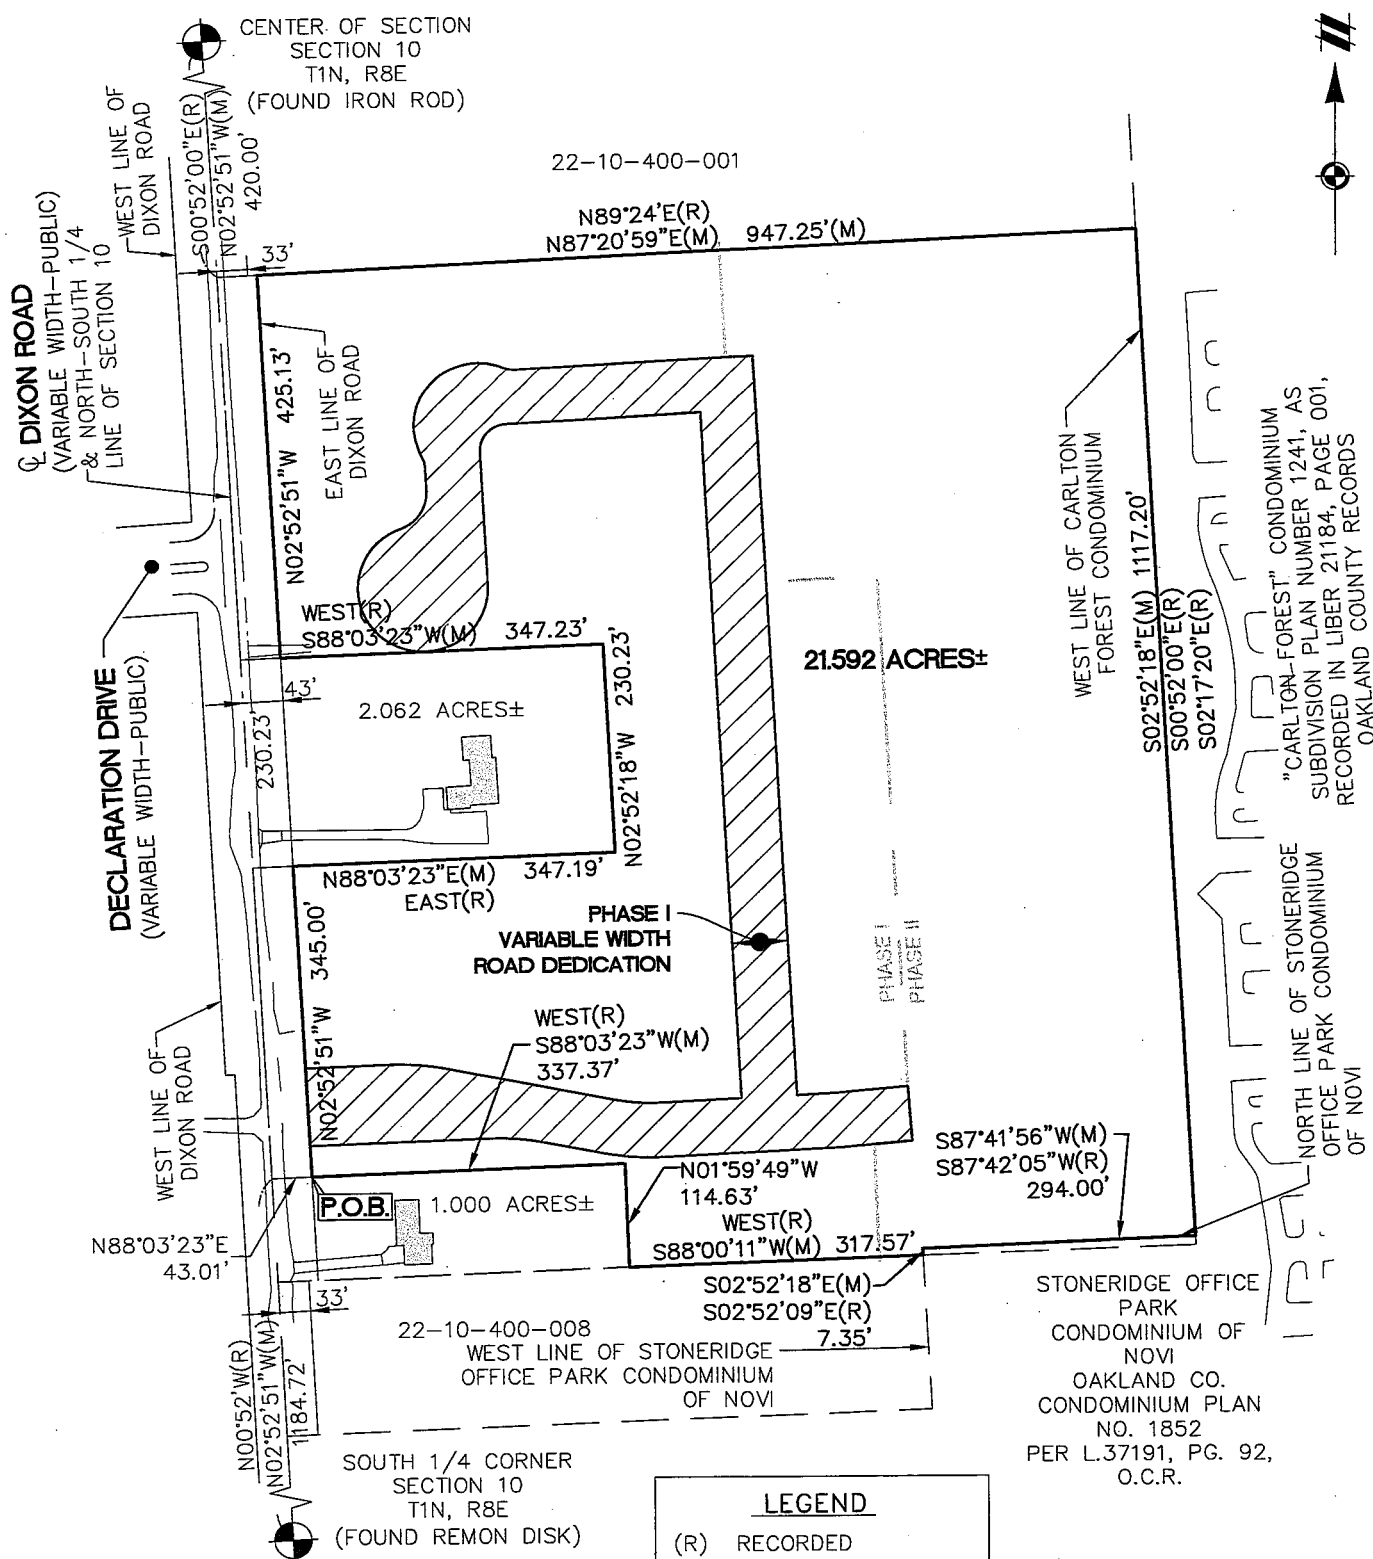 CENTER OF SECTION
SECTION 10
T1N, R8E
(FOUND IRON ROD)
WEST LINE OF
DIXON ROAD
S00°52'00"E(R)
N02°52'51"W(M)
420.00'
22-10-400-001
N89°24'E(R)
N87°20'59"E(M) 947.25'(M)
33'
℄ DIXON ROAD
(VARIABLE WIDTH-PUBLIC)
& NORTH-SOUTH 1/4
LINE OF SECTION 10
N02°52'51"W 425.13'
EAST LINE OF
DIXON ROAD
WEST LINE OF CARLTON
FOREST CONDOMINIUM
S02°52'18"E(M) 1117.20'
S00°52'00"E(R)
S02°17'20"E(R)
"CARLTON-FOREST" CONDOMINIUM
SUBDIVISION PLAN NUMBER 1241, AS
RECORDED IN LIBER 21184, PAGE 001,
OAKLAND COUNTY RECORDS
WEST(R)
S88°03'23"W(M) 347.23'
N02°52'18"W 230.23'
21.592 ACRES±
43'
2.062 ACRES±
230.23'
DECLARATION DRIVE
(VARIABLE WIDTH-PUBLIC)
N88°03'23"E(M) 347.19'
EAST(R)
PHASE I
VARIABLE WIDTH
ROAD DEDICATION
PHASE I
PHASE II
N02°52'51"W 345.00'
WEST(R)
S88°03'23"W(M)
337.37'
WEST LINE OF
DIXON ROAD
NORTH LINE OF STONERIDGE
OFFICE PARK CONDOMINIUM
OF NOVI
S87°41'56"W(M)
S87°42'05"W(R)
294.00'
N01°59'49"W
114.63'
P.O.B.
1.000 ACRES±
WEST(R)
S88°00'11"W(M) 317.57'
N88°03'23"E
43.01'
S02°52'18"E(M)
S02°52'09"E(R)
7.35'
33'
22-10-400-008
WEST LINE OF STONERIDGE
OFFICE PARK CONDOMINIUM
OF NOVI
STONERIDGE OFFICE
PARK
CONDOMINIUM OF
NOVI
OAKLAND CO.
CONDOMINIUM PLAN
NO. 1852
PER L.37191, PG. 92,
O.C.R.
N00°52'W(R)
N02°52'51"W(M)
1184.72'
SOUTH 1/4 CORNER
SECTION 10
T1N, R8E
(FOUND REMON DISK)
LEGEND
(R) RECORDED